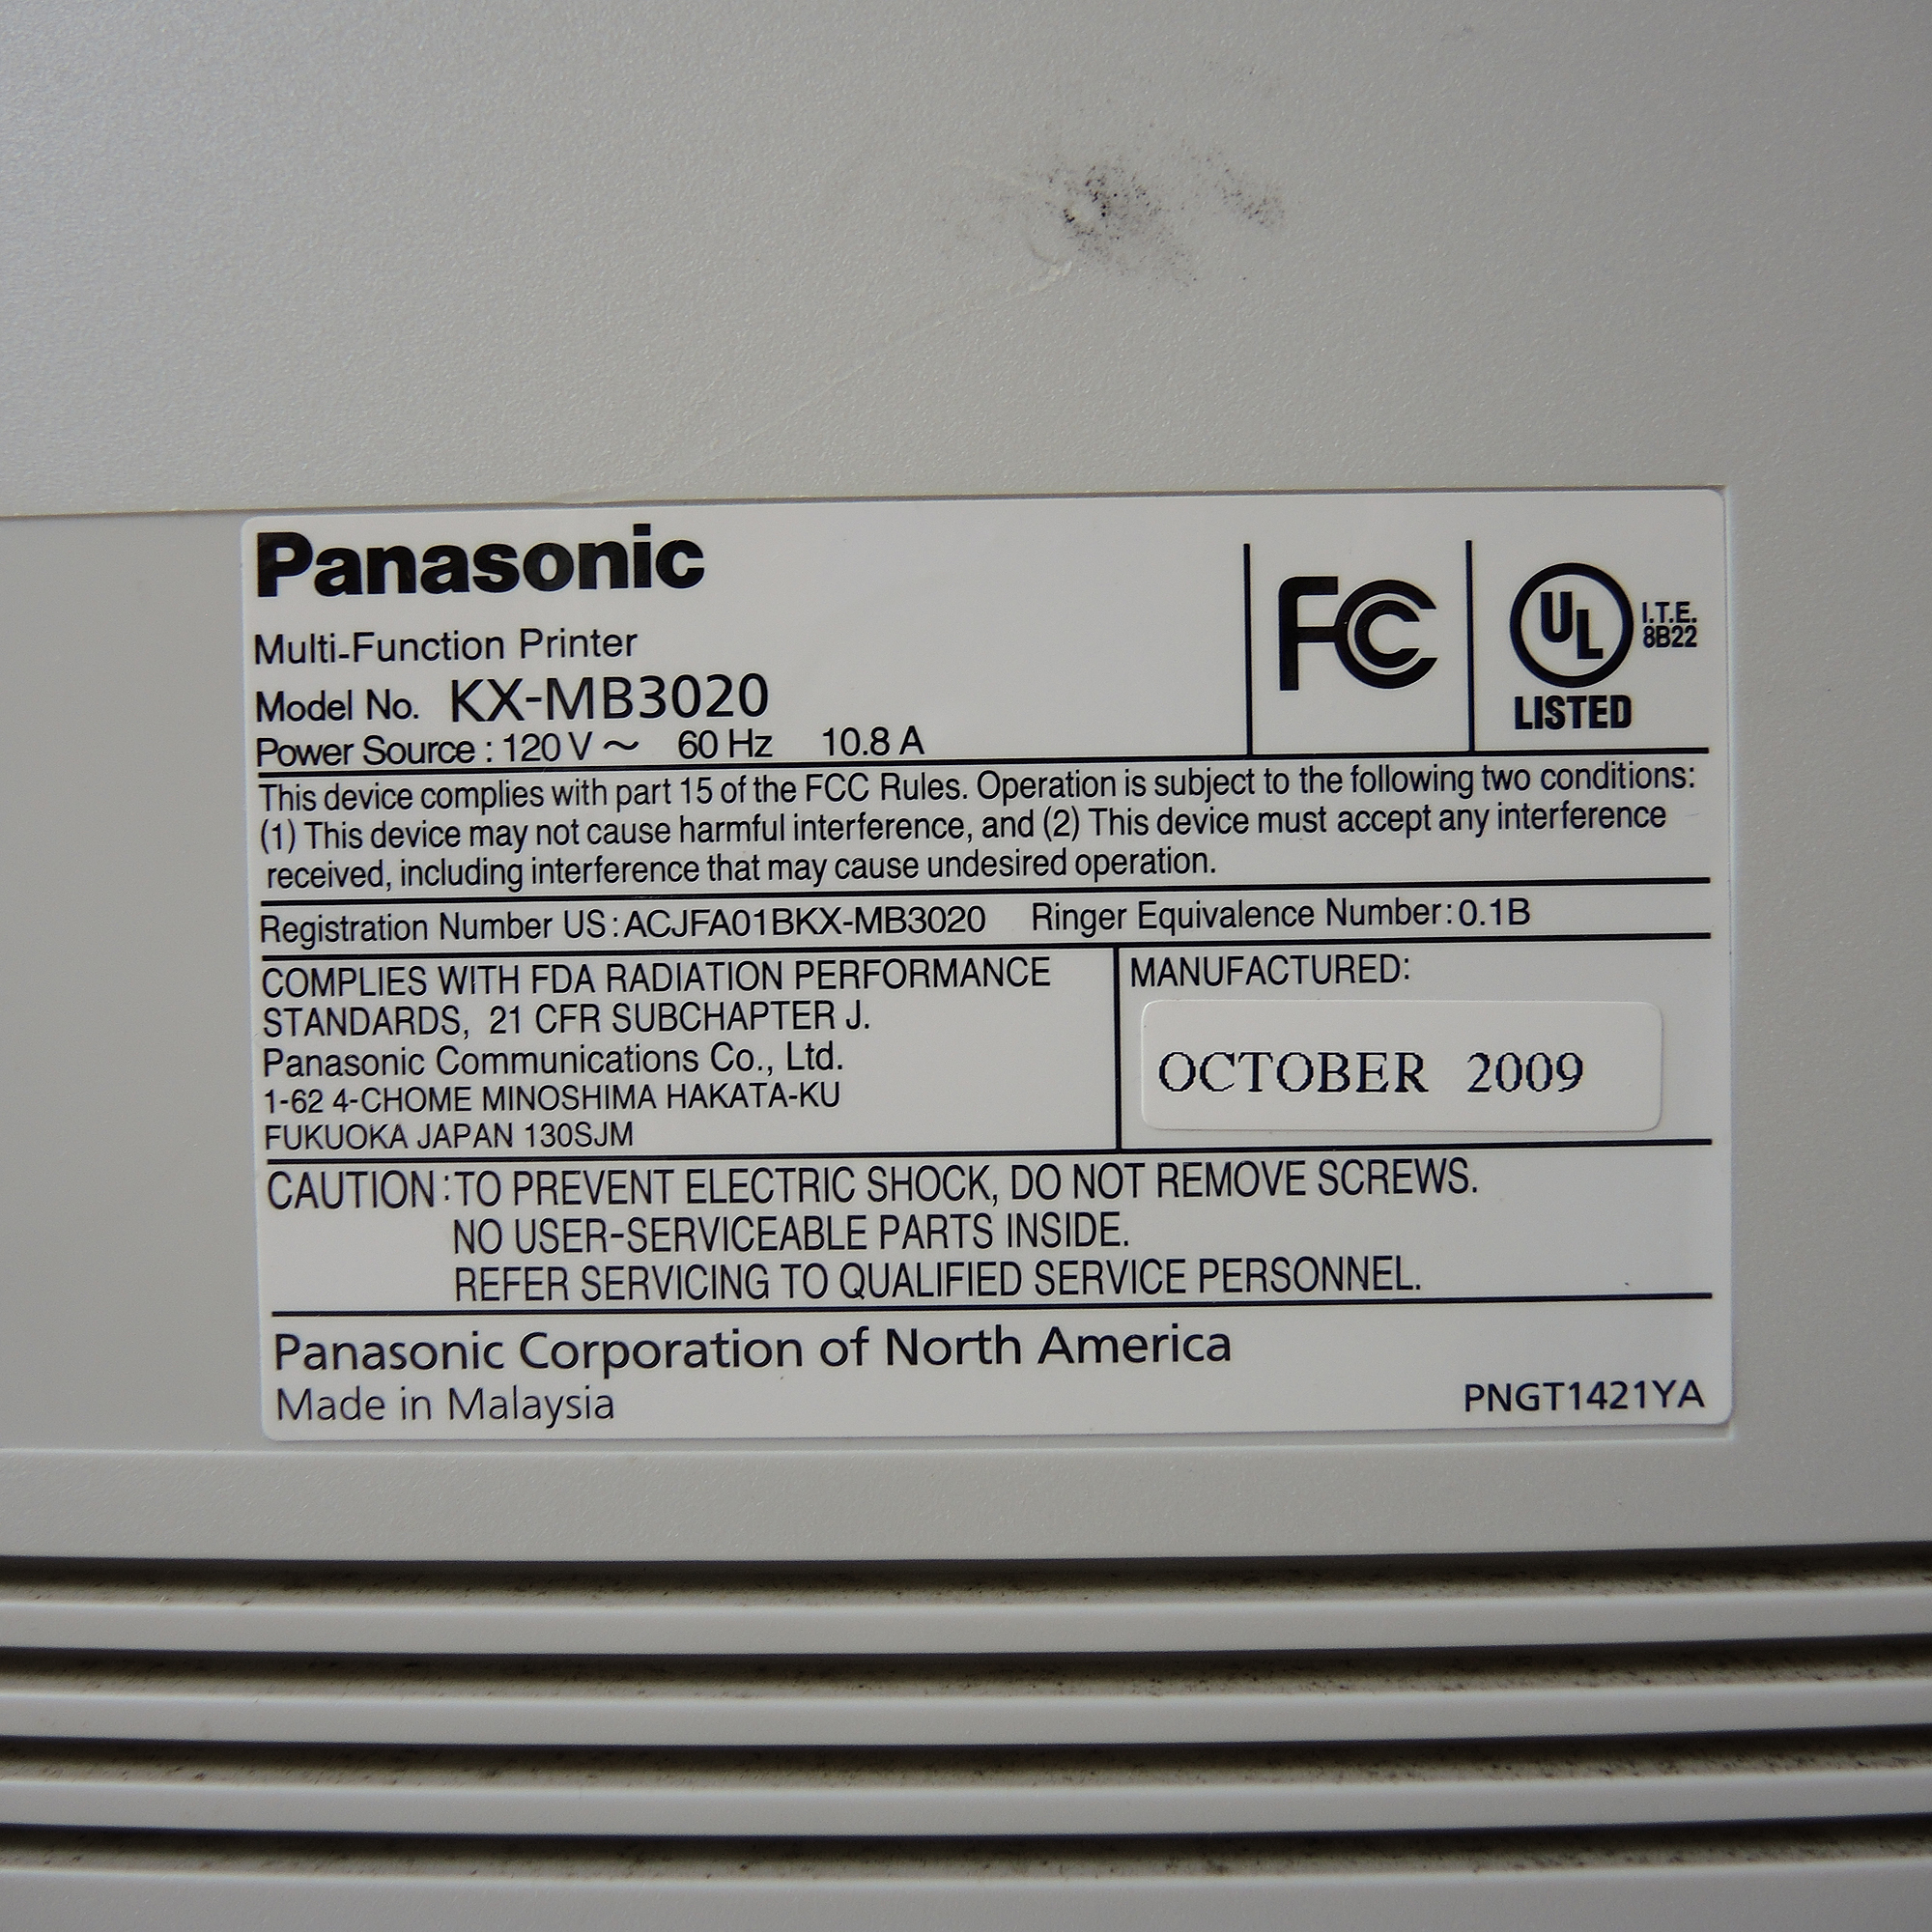 Panasonic
Multi-Function Printer
Model No. KX-MB3020
Power Source : 120 V ~ 60 Hz 10.8 A
FC
UL
I.T.E.
8B22
LISTED
This device complies with part 15 of the FCC Rules. Operation is subject to the following two conditions:
(1) This device may not cause harmful interference, and (2) This device must accept any interference
received, including interference that may cause undesired operation.
Registration Number US : ACJFA01BKX-MB3020 Ringer Equivalence Number : 0.1B
COMPLIES WITH FDA RADIATION PERFORMANCE
STANDARDS, 21 CFR SUBCHAPTER J.
Panasonic Communications Co., Ltd.
1-62 4-CHOME MINOSHIMA HAKATA-KU
FUKUOKA JAPAN 130SJM
MANUFACTURED:
OCTOBER 2009
CAUTION : TO PREVENT ELECTRIC SHOCK, DO NOT REMOVE SCREWS.
NO USER-SERVICEABLE PARTS INSIDE.
REFER SERVICING TO QUALIFIED SERVICE PERSONNEL.
Panasonic Corporation of North America
Made in Malaysia
PNGT1421YA